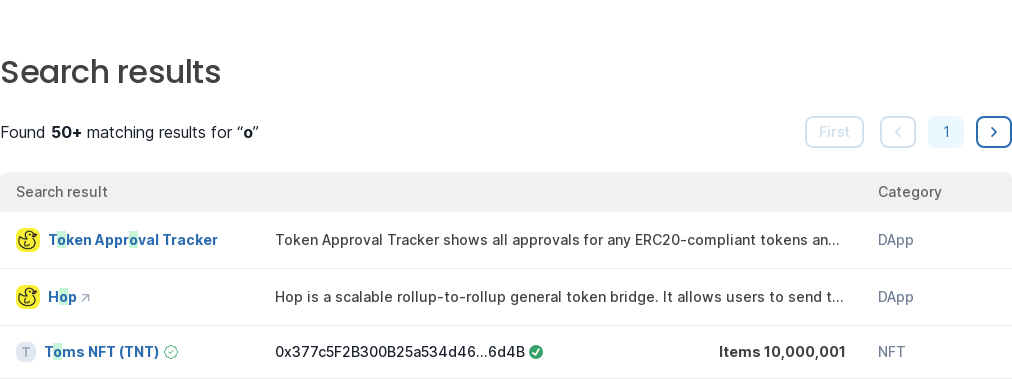 Search results
Found 50+ matching results for “o”
First
1
Search result Category
Token Approval Tracker Token Approval Tracker shows all approvals for any ERC20-compliant tokens an... DApp
Hop Hop is a scalable rollup-to-rollup general token bridge. It allows users to send t... DApp
T Toms NFT (TNT) 0x377c5F2B300B25a534d46...6d4B Items 10,000,001 NFT